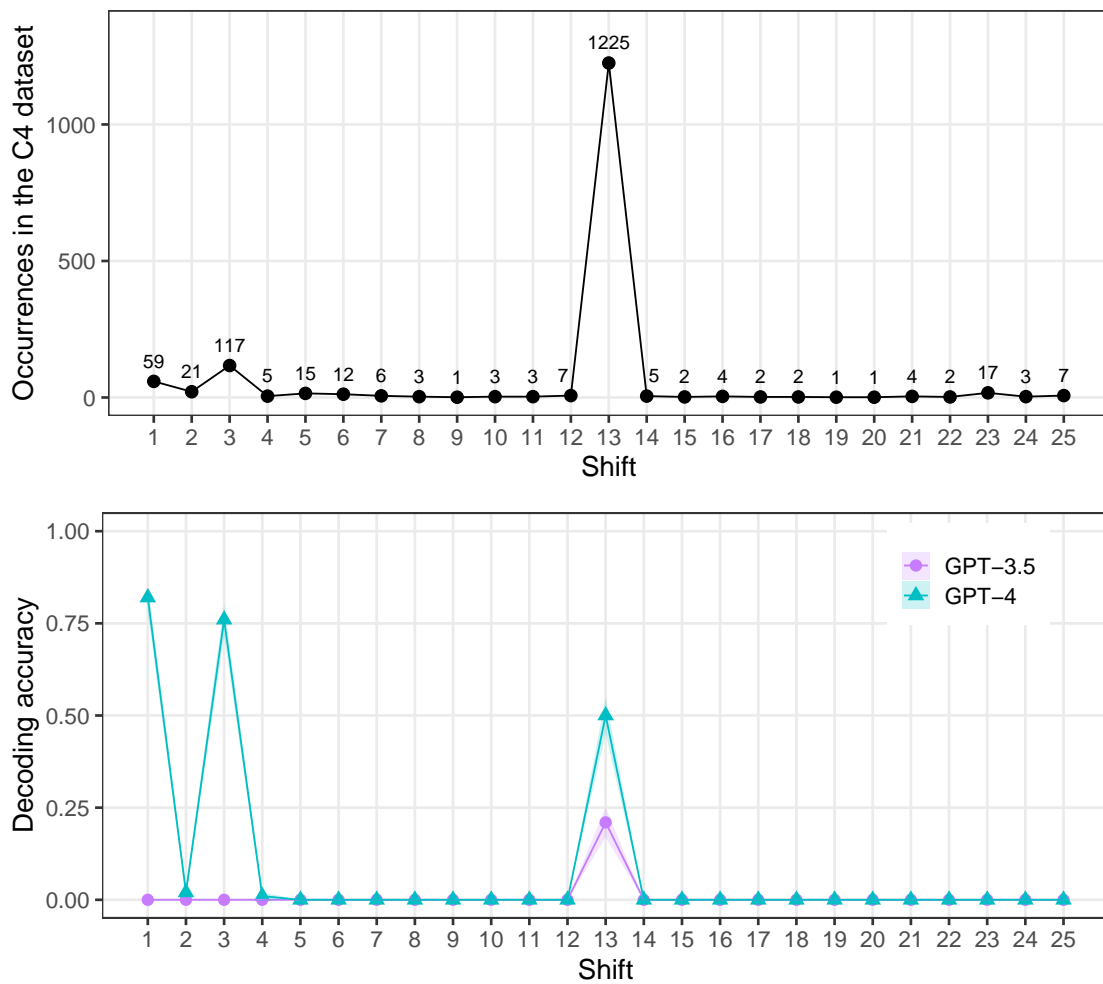 Occurrences in the C4 dataset
1000
500
0
59 21 117 5 15 12 6 3 1 3 3 7 1225 5 2 4 2 2 1 1 4 2 17 3 7
1 2 3 4 5 6 7 8 9 10 11 12 13 14 15 16 17 18 19 20 21 22 23 24 25
Shift
Decoding accuracy
1.00
0.75
0.50
0.25
0.00
GPT−3.5
GPT−4
1 2 3 4 5 6 7 8 9 10 11 12 13 14 15 16 17 18 19 20 21 22 23 24 25
Shift